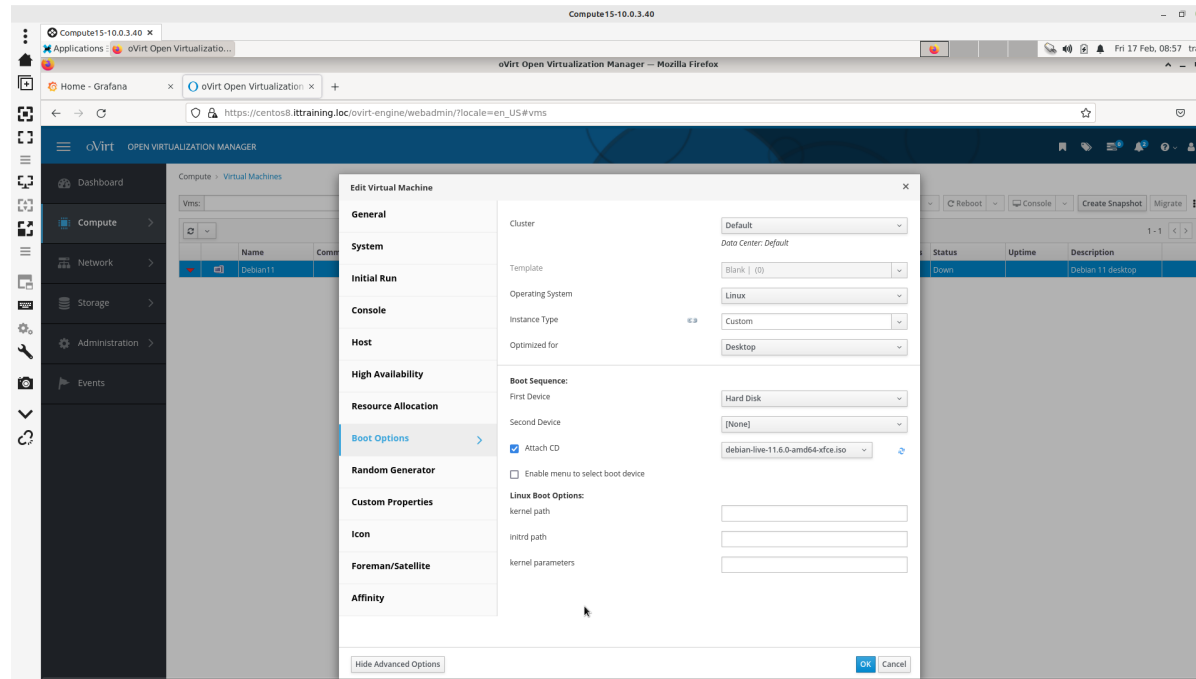 Compute15-10.0.3.40
Compute15-10.0.3.40 ×
Applications : oVirt Open Virtualizatio... Fri 17 Feb, 08:57
oVirt Open Virtualization Manager — Mozilla Firefox
Home - Grafana × oVirt Open Virtualization × +
https://centos8.ittraining.loc/ovirt-engine/webadmin/?locale=en_US#vms
oVirt OPEN VIRTUALIZATION MANAGER
Dashboard
Compute
Network
Storage
Administration
Events
Compute > Virtual Machines
Vms:
Reboot Console Create Snapshot Migrate
1-1
Name Status Uptime Description
Debian11 Down Debian 11 desktop
Edit Virtual Machine ×
General
System
Initial Run
Console
Host
High Availability
Resource Allocation
Boot Options
Random Generator
Custom Properties
Icon
Foreman/Satellite
Affinity
Cluster Default
Data Center: Default
Template Blank | (0)
Operating System Linux
Instance Type Custom
Optimized for Desktop
Boot Sequence:
First Device Hard Disk
Second Device [None]
Attach CD debian-live-11.6.0-amd64-xfce.iso
Enable menu to select boot device
Linux Boot Options:
kernel path
initrd path
kernel parameters
Hide Advanced Options OK Cancel